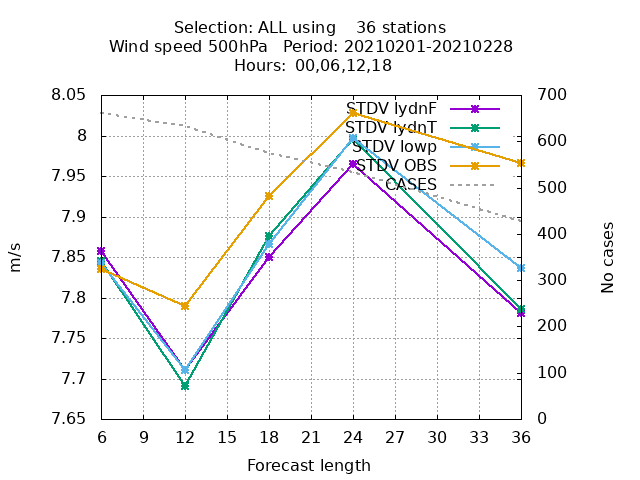 Selection: ALL using    36 stations
Wind speed 500hPa   Period: 20210201-20210228
Hours: 00,06,12,18
STDV lydnF
STDV lydnT
STDV lowp
STDV OBS
CASES
m/s
8.05
8
7.95
7.9
7.85
7.8
7.75
7.7
7.65
700
600
500
400
300
200
100
0
No cases
6 9 12 15 18 21 24 27 30 33 36
Forecast length